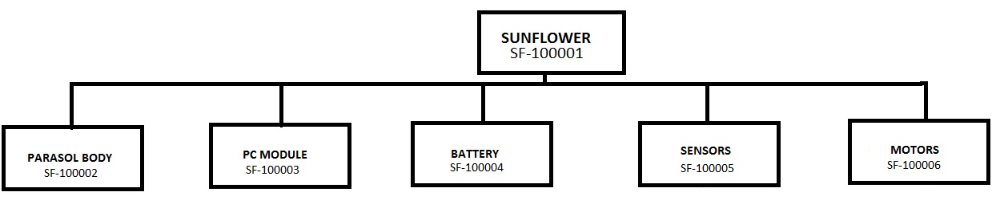 SUNFLOWER
SF-100001
PARASOL BODY
SF-100002
PC MODULE
SF-100003
BATTERY
SF-100004
SENSORS
SF-100005
MOTORS
SF-100006